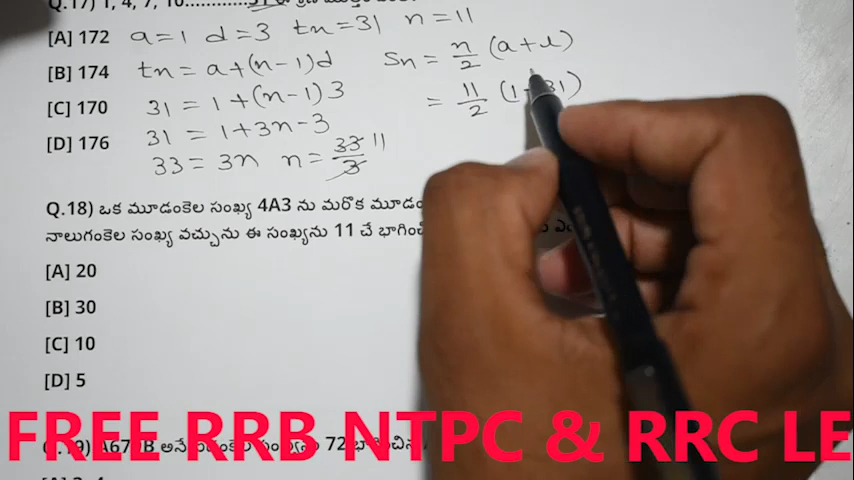 Q.17) 1, 4, 7, 10............31
[A] 172 a=1 d=3 tn=31 n=11
[B] 174 tn = a+(n-1)d Sn = n/2 (a+l)
[C] 170 31 = 1+(n-1)3 = 11/2 (1+31)
[D] 176 31 = 1+3n-3
33=3n n=33/3 11
Q.18) ఒక మూడంకెల సంఖ్య 4A3 ను మరొక
నాలుగంకెల సంఖ్య వచ్చును ఈ సంఖ్యను 11 చే
[A] 20
[B] 30
[C] 10
[D] 5
FREE RRB NTPC & RRC LE
72